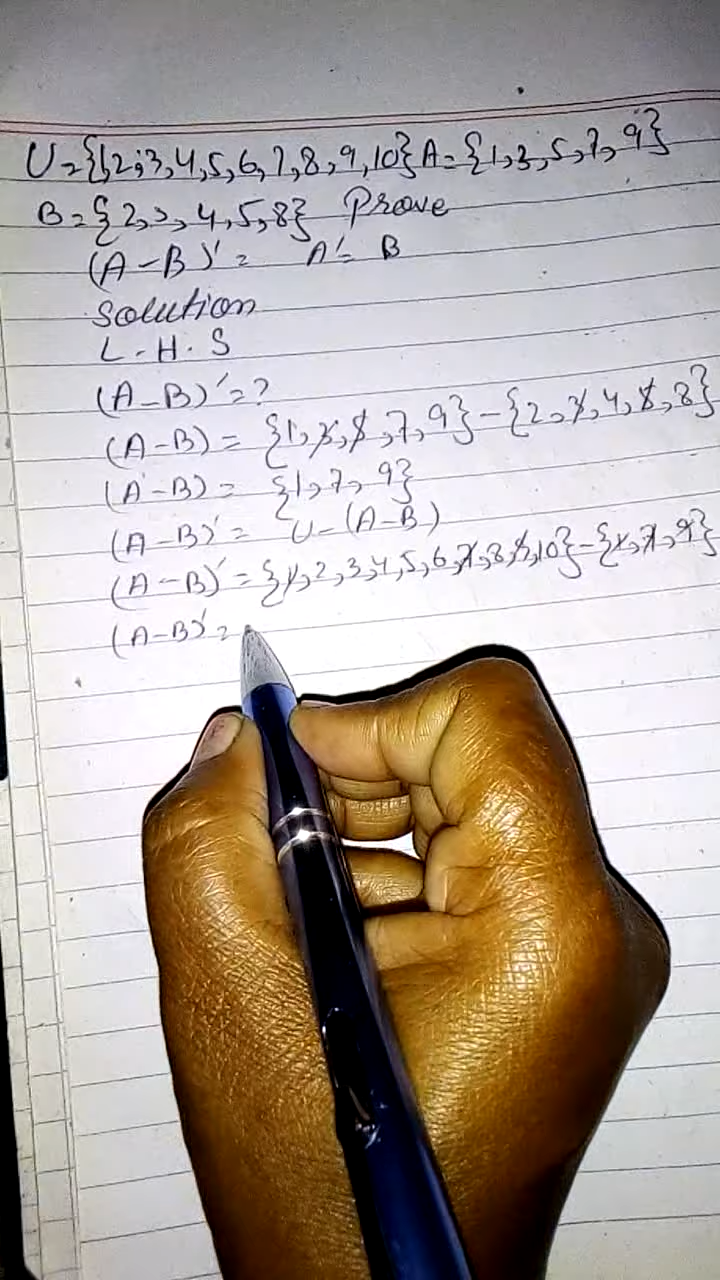 U={1,2,3,4,5,6,7,8,9,10} A={1,3,5,7,9}
B={2,3,4,5,8} Prove
(A-B)'= A'- B
Solution
L.H.S
(A-B)'=?
(A-B) = {1,3,5,7,9}-{2,3,4,5,8}
(A-B) = {1,7,9}
(A-B)'= U-(A-B)
(A-B)'={1,2,3,4,5,6,7,8,9,10}-{1,7,9}
(A-B)'=